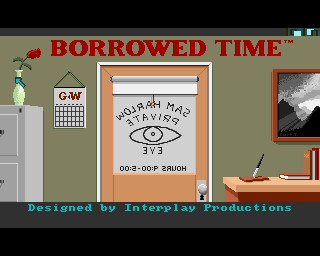 BORROWED TIME™
G&W
SAM HARLOW
PRIVATE
EYE
HOURS 9:00-5:00
Designed by Interplay Productions